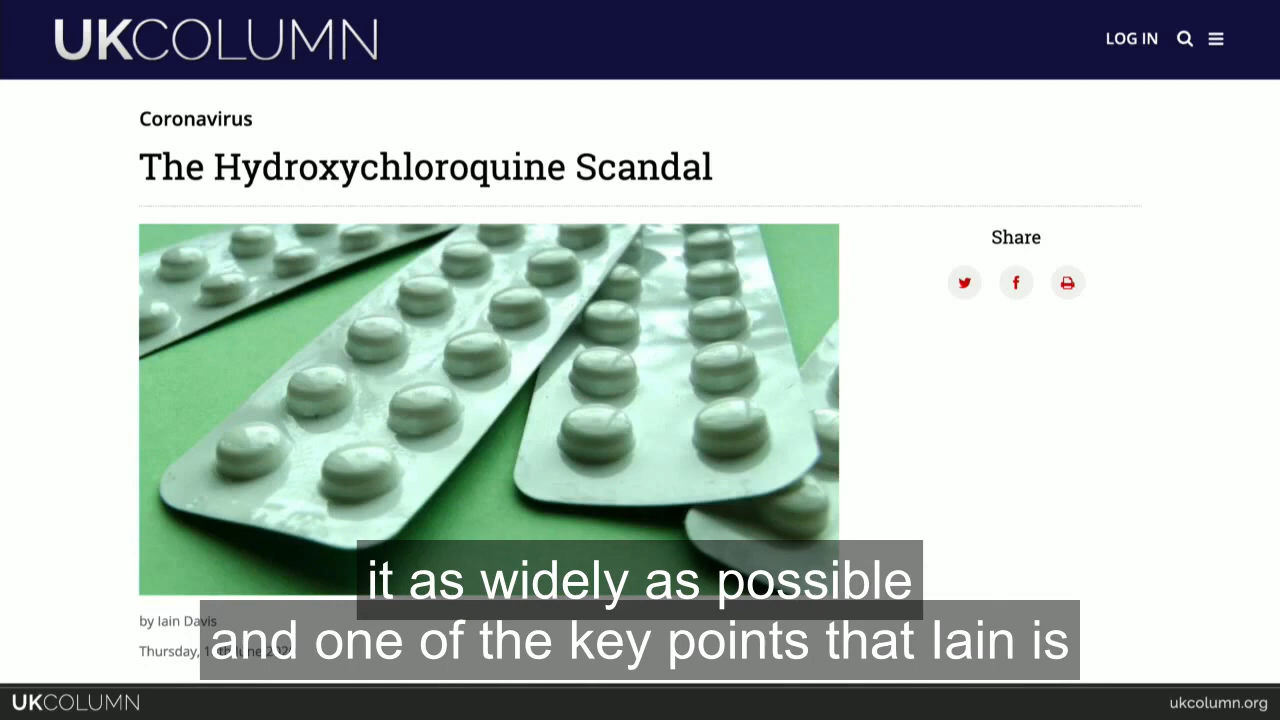 UKCOLUMN
LOG IN
Coronavirus
The Hydroxychloroquine Scandal
Share
it as widely as possible
by Iain Davis
and one of the key points that Iain is
Thursday,
UKCOLUMN
ukcolumn.org